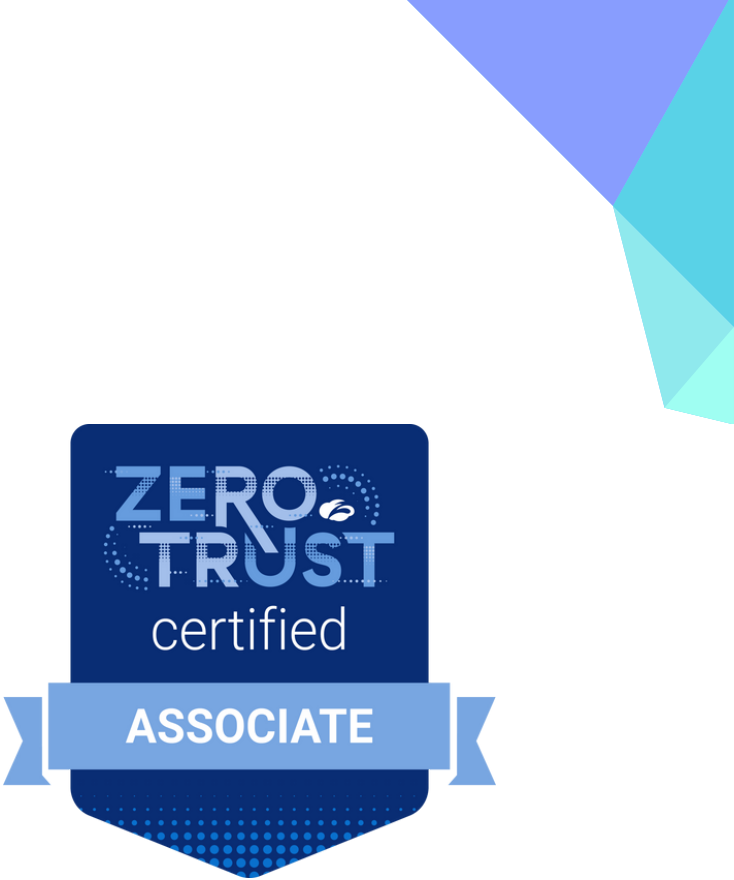 ZERO
TRUST
certified
ASSOCIATE